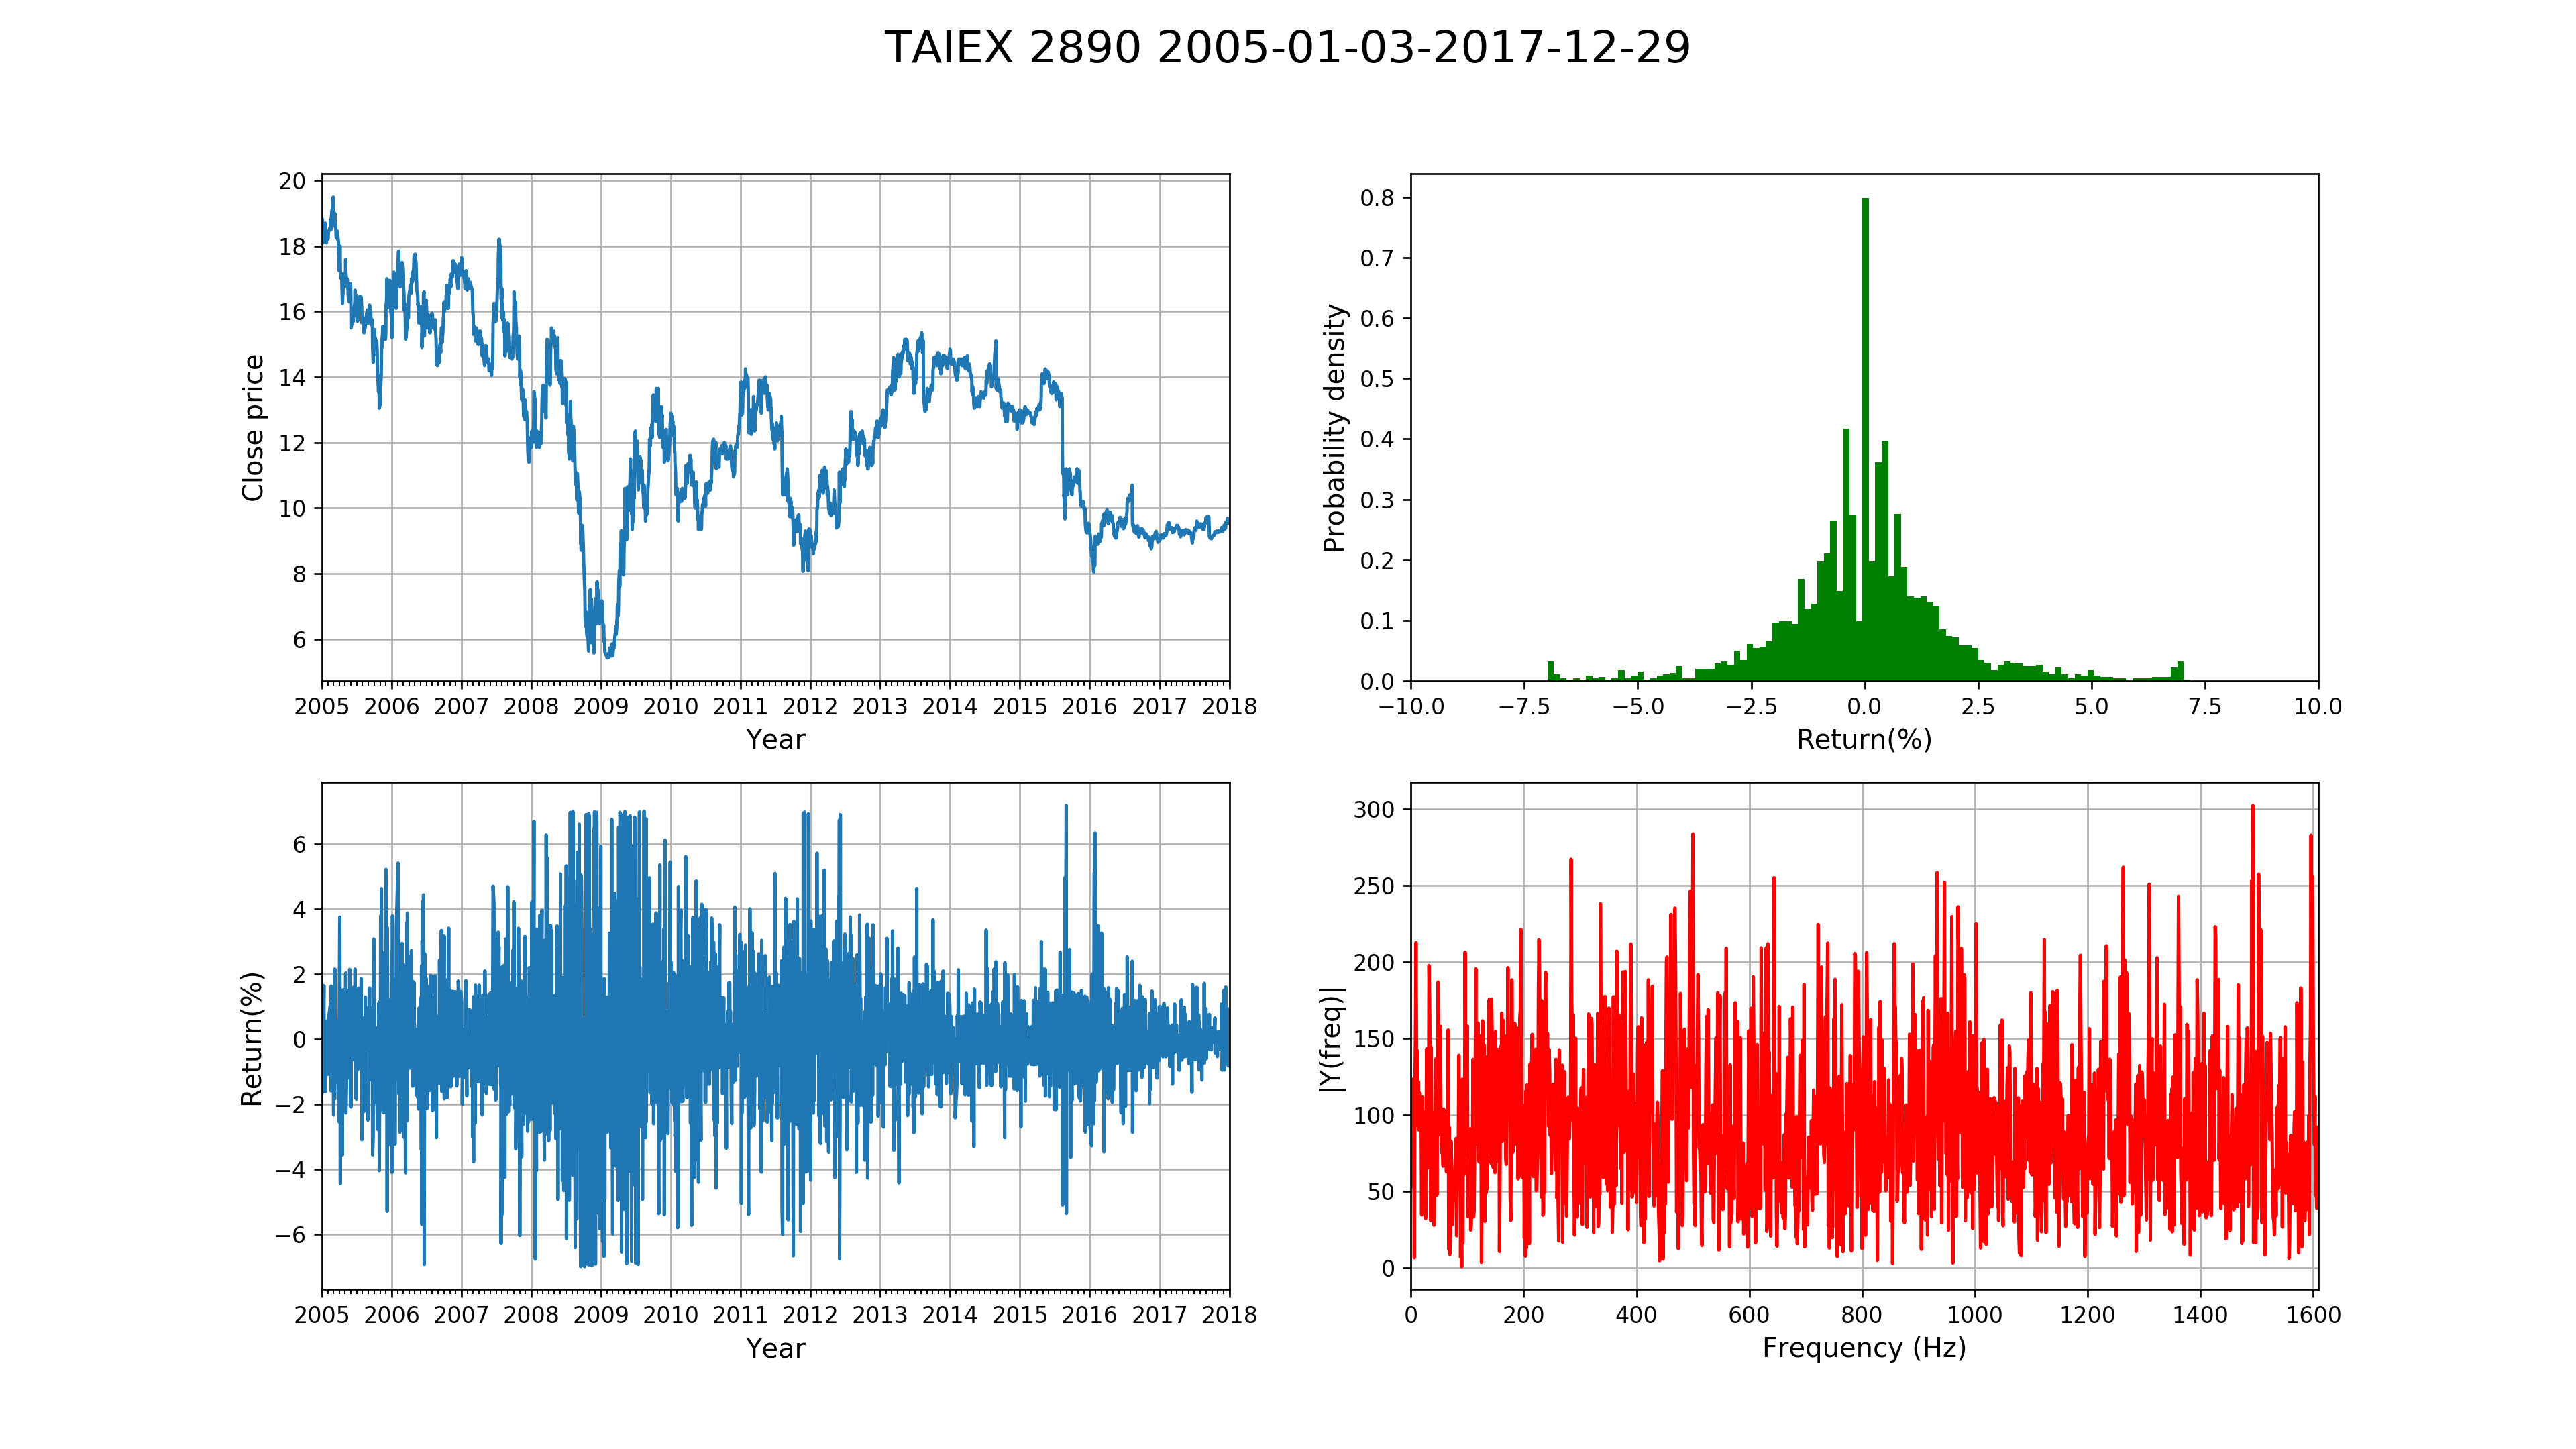 TAIEX 2890 2005-01-03-2017-12-29
Close price
20
18
16
14
12
10
8
6
2005 2006 2007 2008 2009 2010 2011 2012 2013 2014 2015 2016 2017 2018
Year
Probability density
0.8
0.7
0.6
0.5
0.4
0.3
0.2
0.1
0.0
−10.0 −7.5 −5.0 −2.5 0.0 2.5 5.0 7.5 10.0
Return(%)
Return(%)
6
4
2
0
−2
−4
−6
2005 2006 2007 2008 2009 2010 2011 2012 2013 2014 2015 2016 2017 2018
Year
|Y(freq)|
300
250
200
150
100
50
0
0 200 400 600 800 1000 1200 1400 1600
Frequency (Hz)